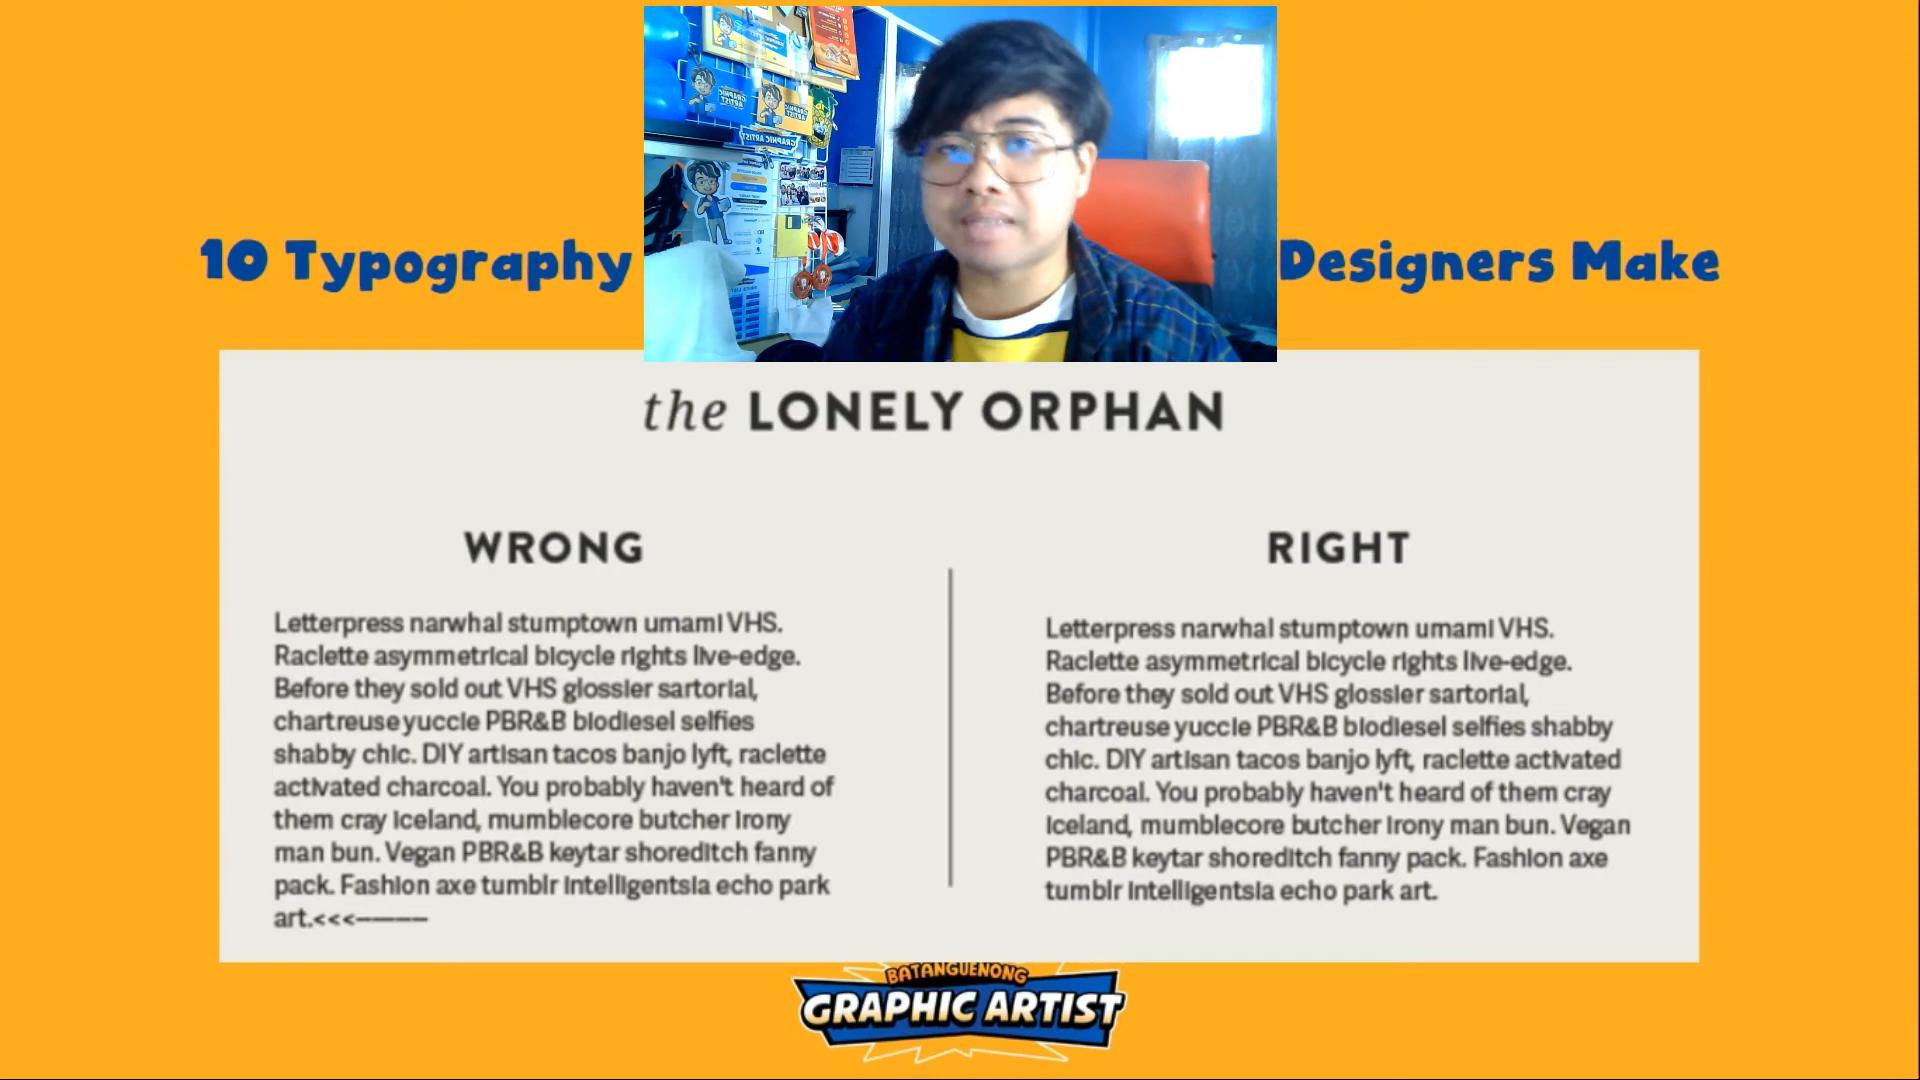 10 Typography
Designers Make
the LONELY ORPHAN
WRONG
Letterpress narwhal stumptown umami VHS.
Raclette asymmetrical bicycle rights live-edge.
Before they sold out VHS glossier sartorial,
chartreuse yuccie PBR&B biodiesel selfies
shabby chic. DIY artisan tacos banjo lyft, raclette
activated charcoal. You probably haven't heard of
them cray iceland, mumblecore butcher irony
man bun. Vegan PBR&B keytar shoreditch fanny
pack. Fashion axe tumblr intelligentsia echo park
art.<<<————
RIGHT
Letterpress narwhal stumptown umami VHS.
Raclette asymmetrical bicycle rights live-edge.
Before they sold out VHS glossier sartorial,
chartreuse yuccie PBR&B biodiesel selfies shabby
chic. DIY artisan tacos banjo lyft, raclette activated
charcoal. You probably haven't heard of them cray
iceland, mumblecore butcher irony man bun. Vegan
PBR&B keytar shoreditch fanny pack. Fashion axe
tumblr intelligentsia echo park art.
BATANGUENONG
GRAPHIC ARTIST
GRAPHIC ARTIST